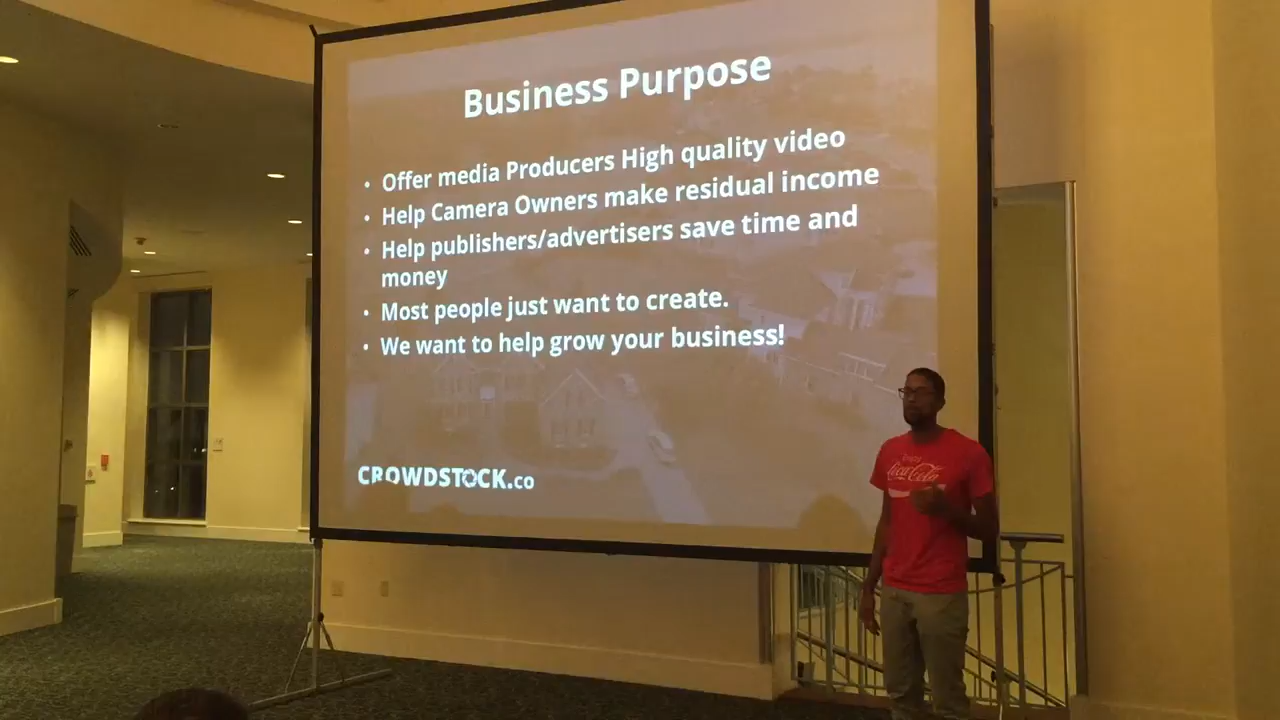 Business Purpose
• Offer media Producers High quality video
• Help Camera Owners make residual income
• Help publishers/advertisers save time and
money
• Most people just want to create.
• We want to help grow your business!
CROWDSTOCK.co
Enjoy
Coca-Cola